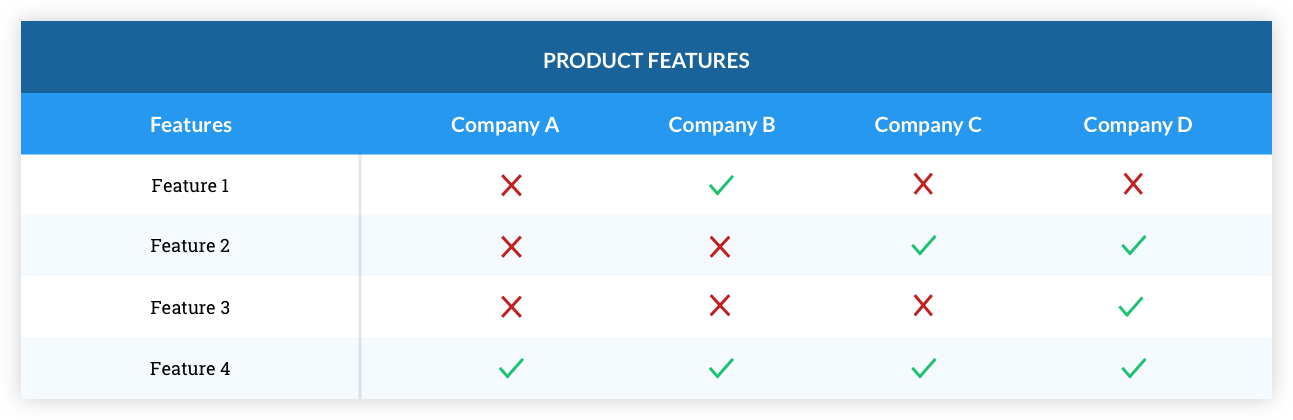 PRODUCT FEATURES
Features Company A Company B Company C Company D
Feature 1
Feature 2
Feature 3
Feature 4